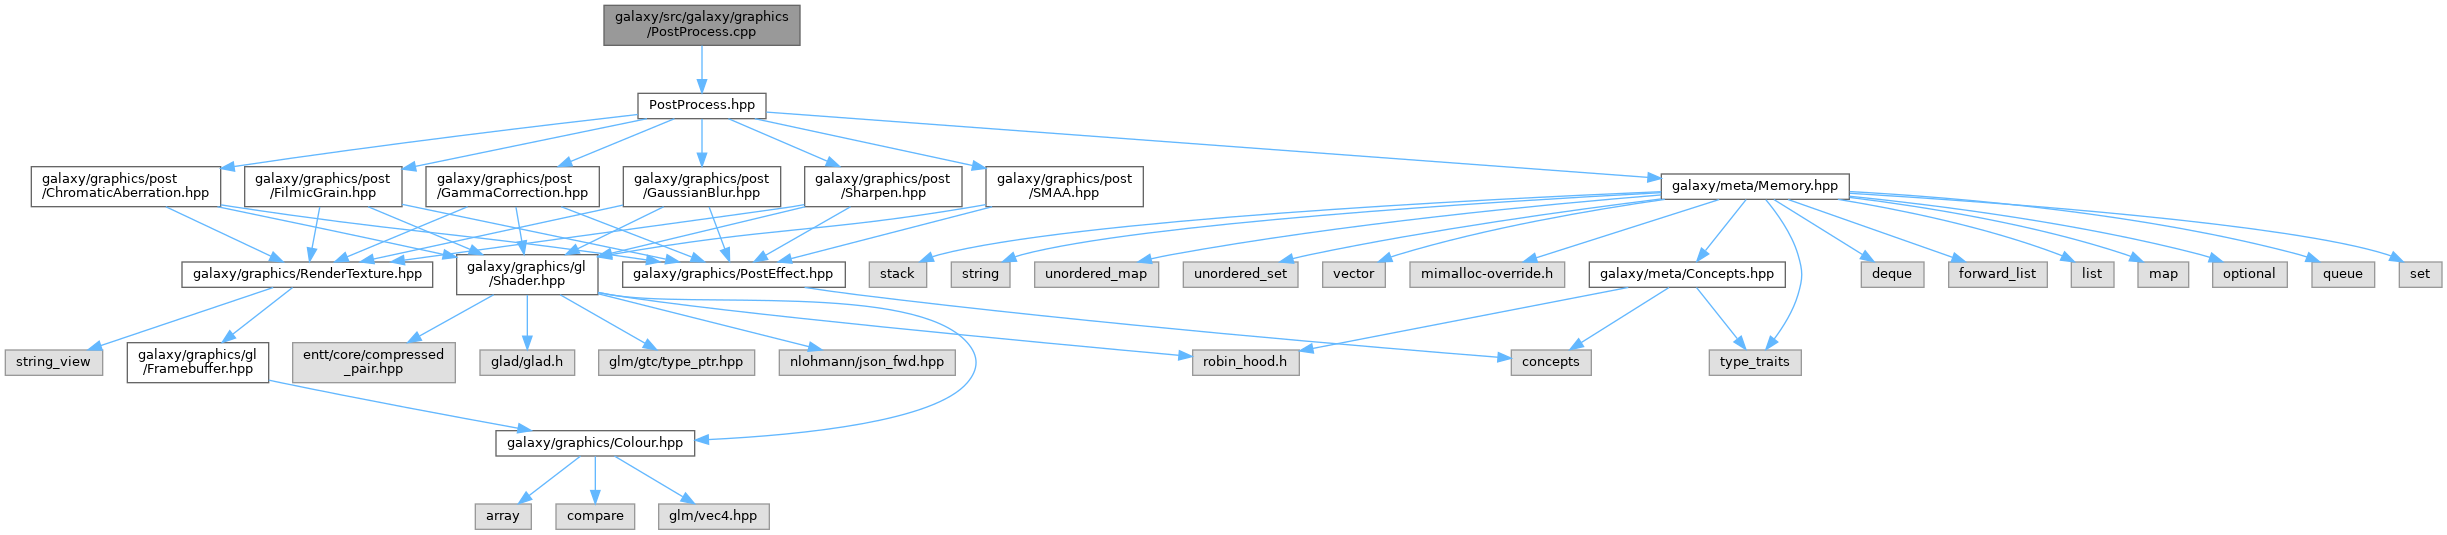 galaxy/src/galaxy/graphics
/PostProcess.cpp
PostProcess.hpp
galaxy/graphics/post
/ChromaticAberration.hpp
galaxy/graphics/post
/FilmicGrain.hpp
galaxy/graphics/post
/GammaCorrection.hpp
galaxy/graphics/post
/GaussianBlur.hpp
galaxy/graphics/post
/Sharpen.hpp
galaxy/graphics/post
/SMAA.hpp
galaxy/meta/Memory.hpp
galaxy/graphics/RenderTexture.hpp
galaxy/graphics/gl
/Shader.hpp
galaxy/graphics/PostEffect.hpp
stack
string
unordered_map
unordered_set
vector
mimalloc-override.h
galaxy/meta/Concepts.hpp
deque
forward_list
list
map
optional
queue
set
string_view
galaxy/graphics/gl
/Framebuffer.hpp
entt/core/compressed
_pair.hpp
glad/glad.h
glm/gtc/type_ptr.hpp
nlohmann/json_fwd.hpp
robin_hood.h
concepts
type_traits
galaxy/graphics/Colour.hpp
array
compare
glm/vec4.hpp